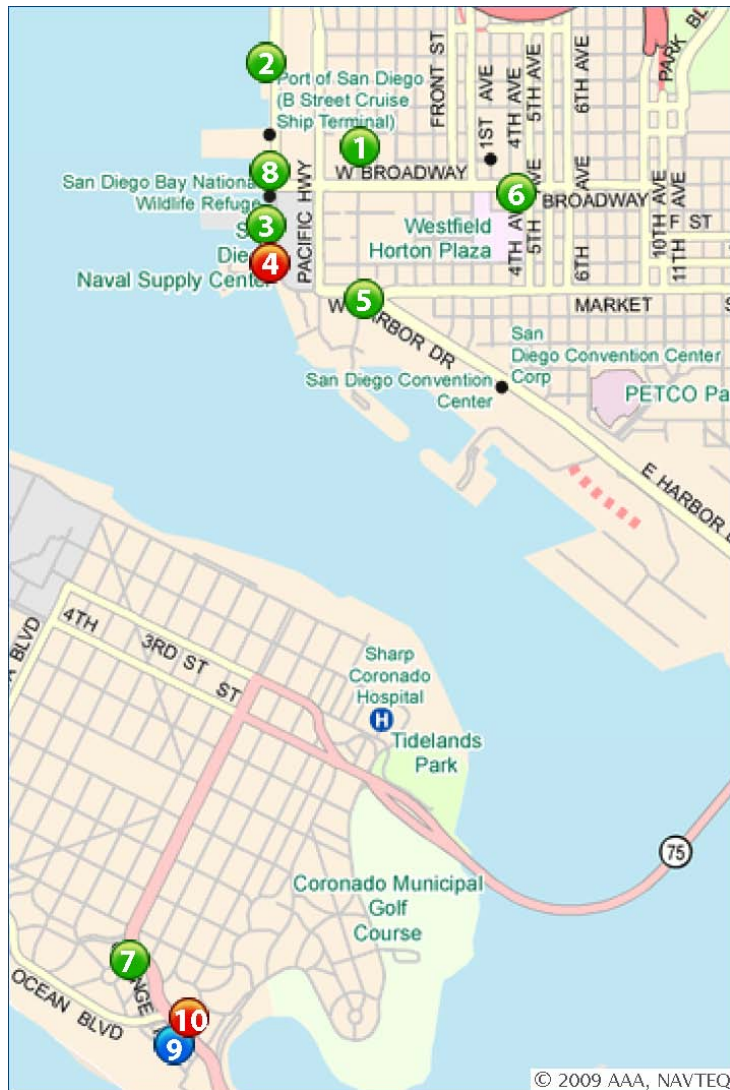 2
Port of San Diego
(B Street Cruise
Ship Terminal)
FRONT ST
1ST AVE
4TH AVE
5TH AVE
6TH AVE
PARK BL
1
W BROADWAY
8
San Diego Bay National
Wildlife Refuge
PACIFIC HWY
6
BROADWAY
3
Westfield
Horton Plaza
4TH AVE
5TH AVE
6TH AVE
10TH AVE
11TH AVE
F ST
4
Naval Supply Center
5
MARKET
S
W HARBOR DR
San
Diego Convention Center
Corp
San Diego Convention
Center
PETCO Pa
E HARBOR D
BLVD
4TH ST
3RD ST
Sharp
Coronado
Hospital
H
Tidelands
Park
75
Coronado Municipal
Golf
Course
7
OCEAN BLVD
10
9
© 2009 AAA, NAVTEQ